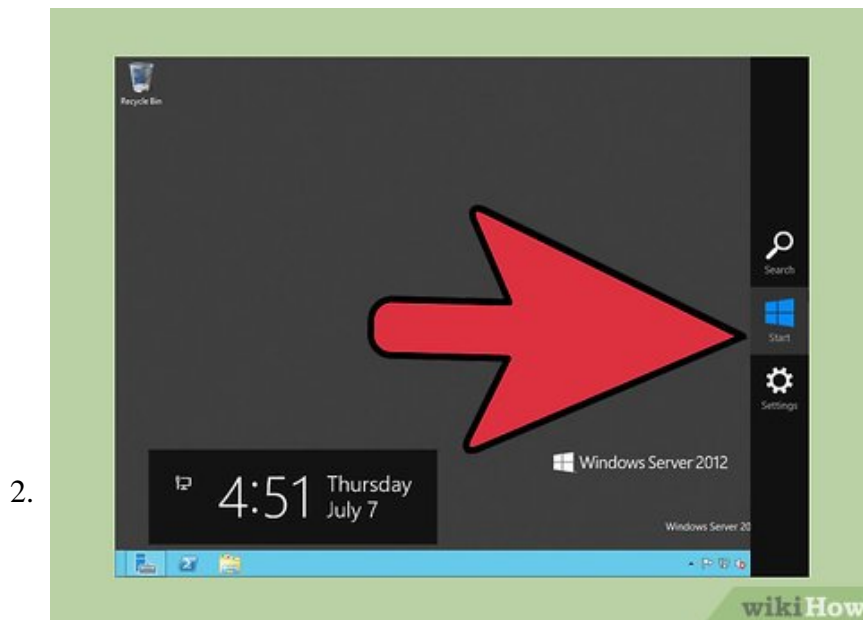 Recycle Bin
Search
Start
Settings
Windows Server 2012
4:51
Thursday
July 7
2.
Windows Server 20
wikiHow